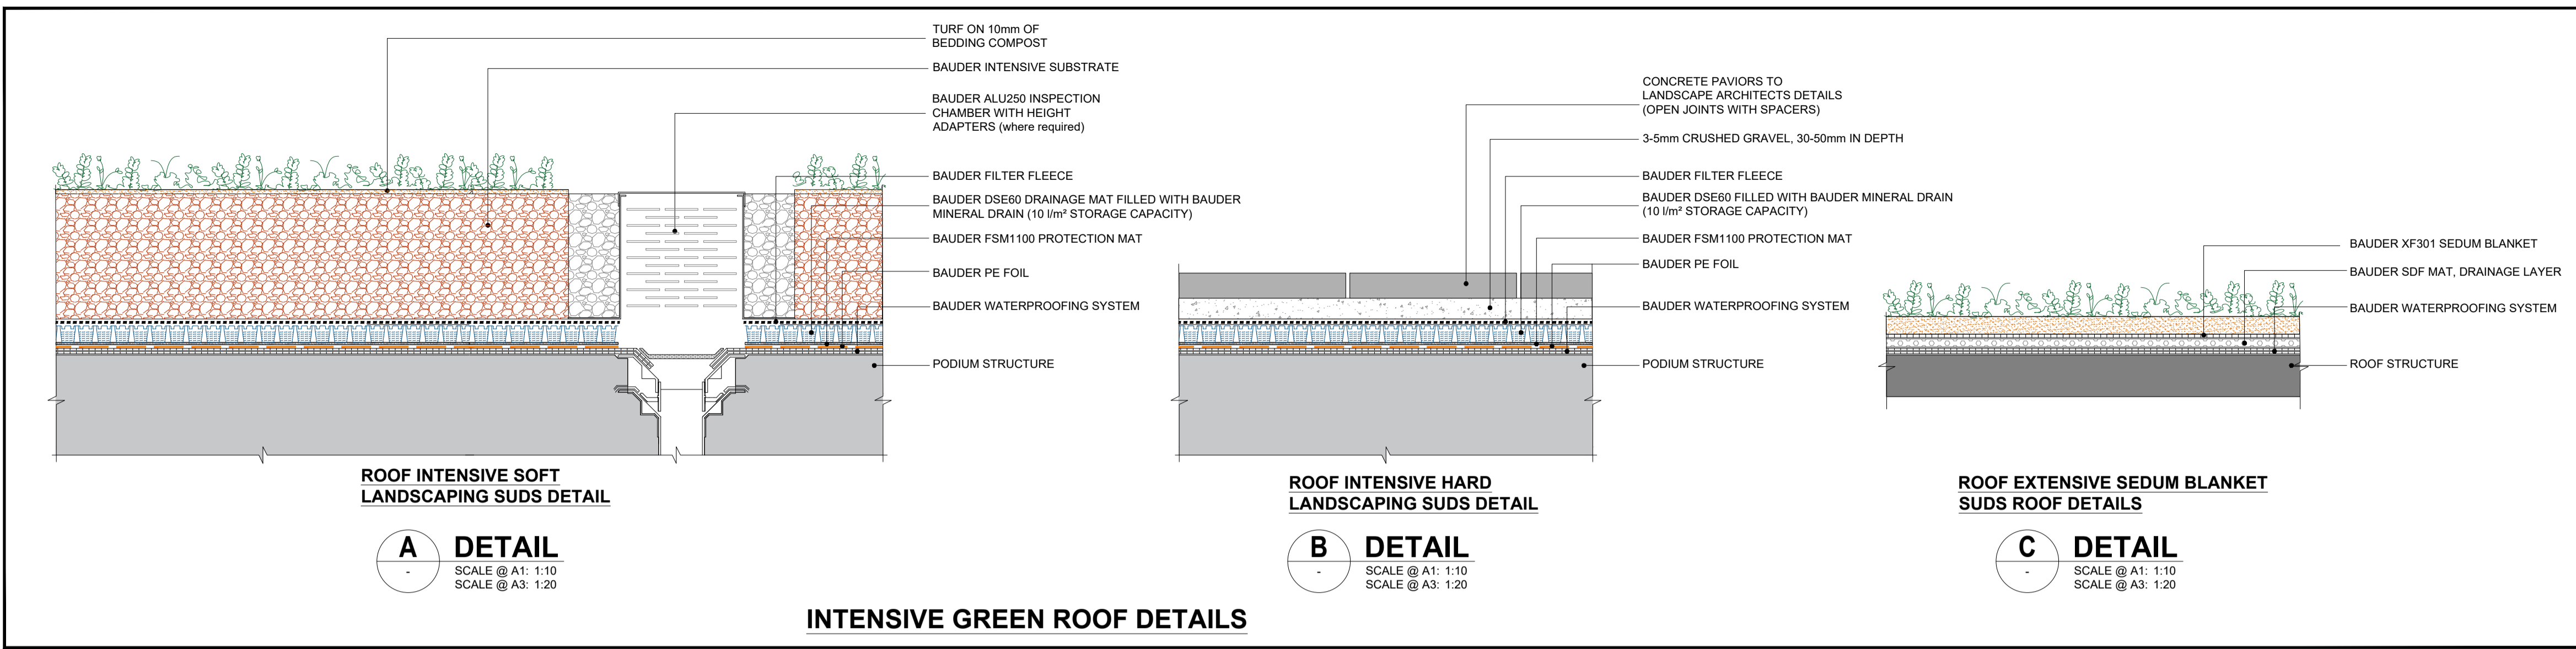 TURF ON 10mm OF
BEDDING COMPOST
BAUDER INTENSIVE SUBSTRATE
BAUDER ALU250 INSPECTION
CHAMBER WITH HEIGHT
ADAPTERS (where required)
BAUDER FILTER FLEECE
BAUDER DSE60 DRAINAGE MAT FILLED WITH BAUDER
MINERAL DRAIN (10 l/m² STORAGE CAPACITY)
BAUDER FSM1100 PROTECTION MAT
BAUDER PE FOIL
BAUDER WATERPROOFING SYSTEM
PODIUM STRUCTURE
ROOF INTENSIVE SOFT
LANDSCAPING SUDS DETAIL
A DETAIL
-
SCALE @ A1: 1:10
SCALE @ A3: 1:20
CONCRETE PAVIORS TO
LANDSCAPE ARCHITECTS DETAILS
(OPEN JOINTS WITH SPACERS)
3-5mm CRUSHED GRAVEL, 30-50mm IN DEPTH
BAUDER FILTER FLEECE
BAUDER DSE60 FILLED WITH BAUDER MINERAL DRAIN
(10 l/m² STORAGE CAPACITY)
BAUDER FSM1100 PROTECTION MAT
BAUDER PE FOIL
BAUDER WATERPROOFING SYSTEM
PODIUM STRUCTURE
ROOF INTENSIVE HARD
LANDSCAPING SUDS DETAIL
B DETAIL
-
SCALE @ A1: 1:10
SCALE @ A3: 1:20
BAUDER XF301 SEDUM BLANKET
BAUDER SDF MAT, DRAINAGE LAYER
BAUDER WATERPROOFING SYSTEM
ROOF STRUCTURE
ROOF EXTENSIVE SEDUM BLANKET
SUDS ROOF DETAILS
C DETAIL
-
SCALE @ A1: 1:10
SCALE @ A3: 1:20
INTENSIVE GREEN ROOF DETAILS